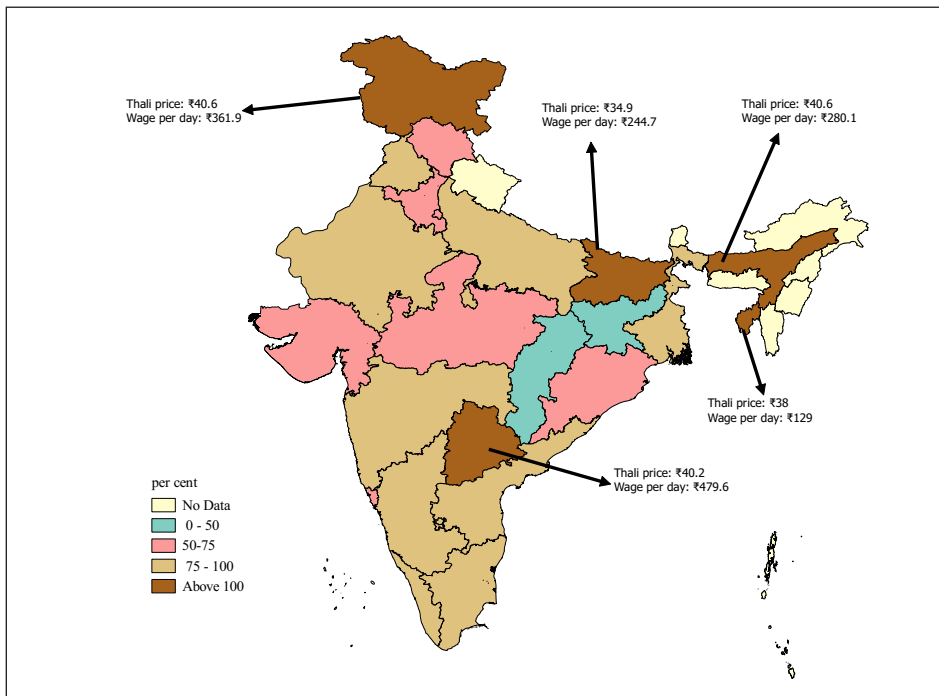 Thali price: ₹40.6
Wage per day: ₹361.9
Thali price: ₹34.9
Wage per day: ₹244.7
Thali price: ₹40.6
Wage per day: ₹280.1
Thali price: ₹38
Wage per day: ₹129
Thali price: ₹40.2
Wage per day: ₹479.6
per cent
No Data
0 - 50
50-75
75 - 100
Above 100